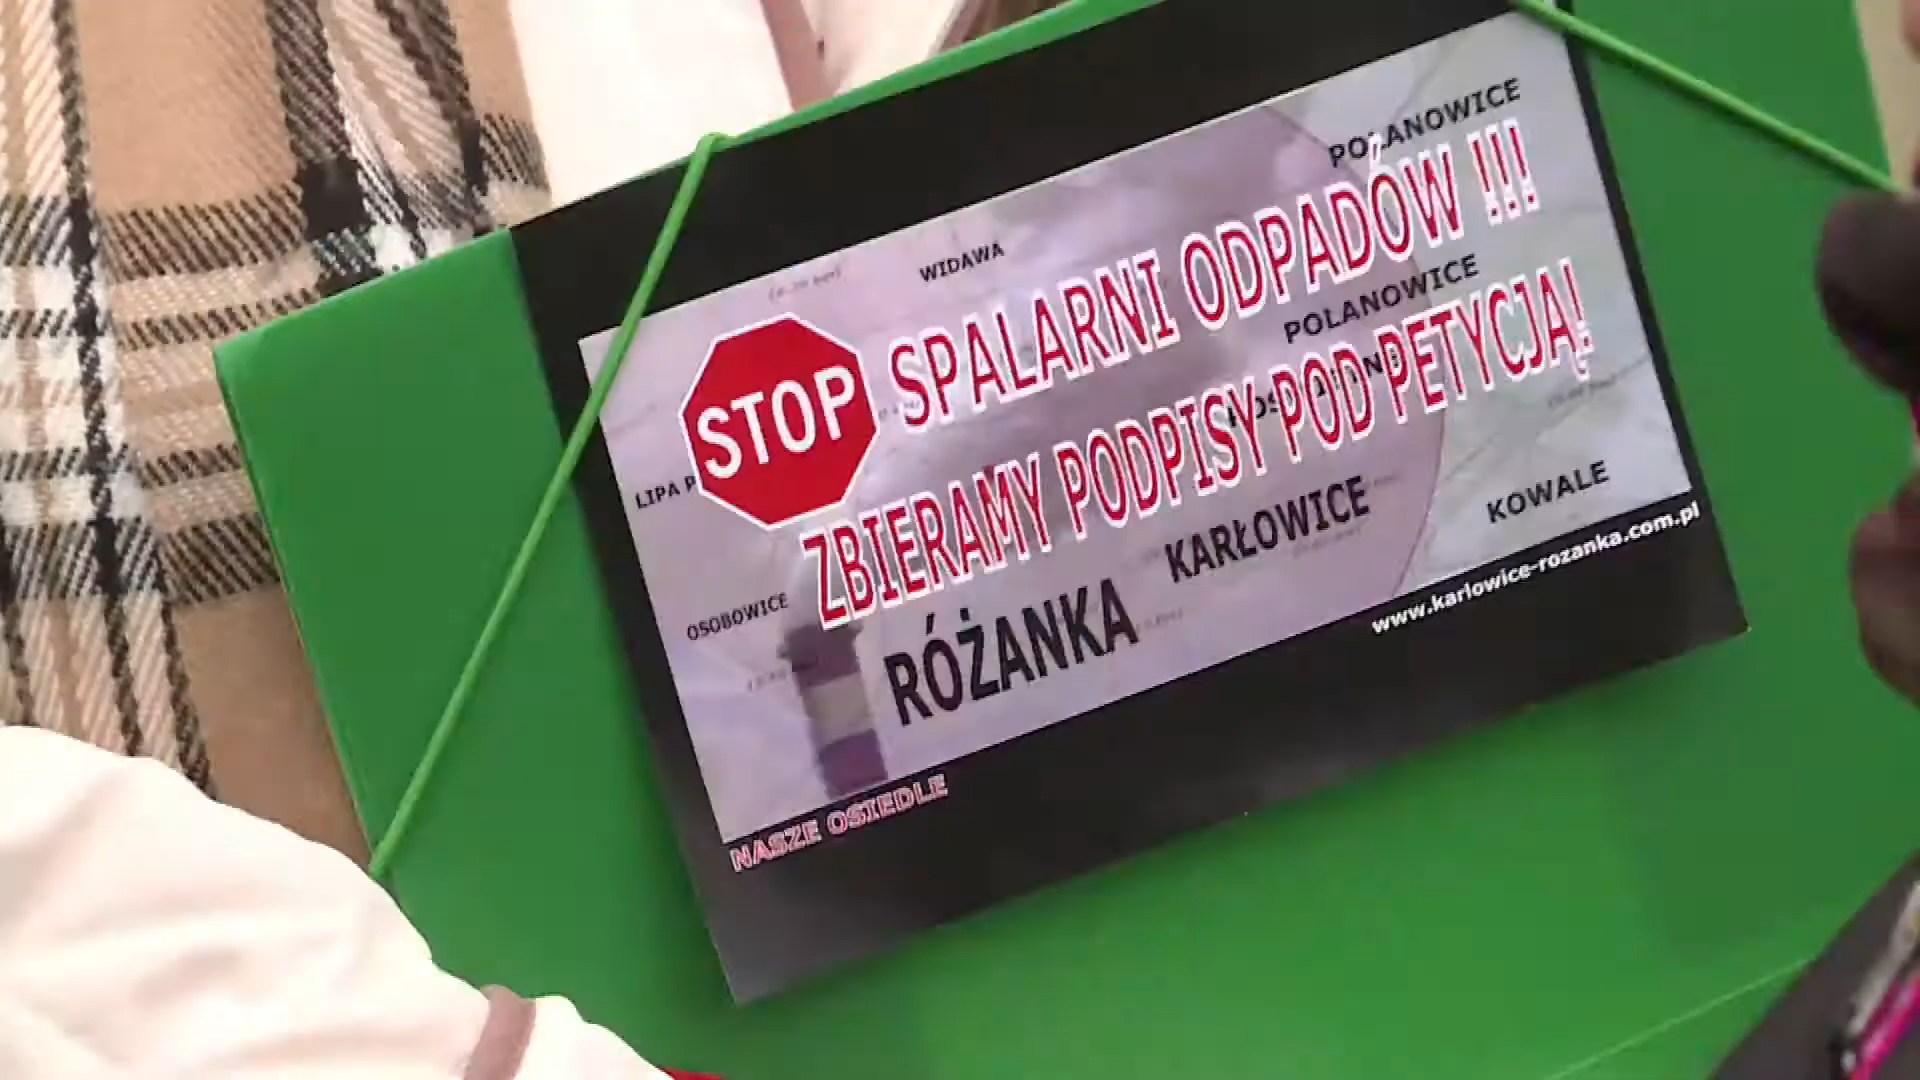 POLANOWICE
STOP SPALARNI ODPADÓW !!!
WIDAWA
POLANOWICE
ZBIERAMY PODPISY POD PETYCJĄ!
LIPA P
KARŁOWICE
KOWALE
OSOBOWICE
RÓŻANKA
www.karlowice-rozanka.com.pl
NASZE OSIEDLE